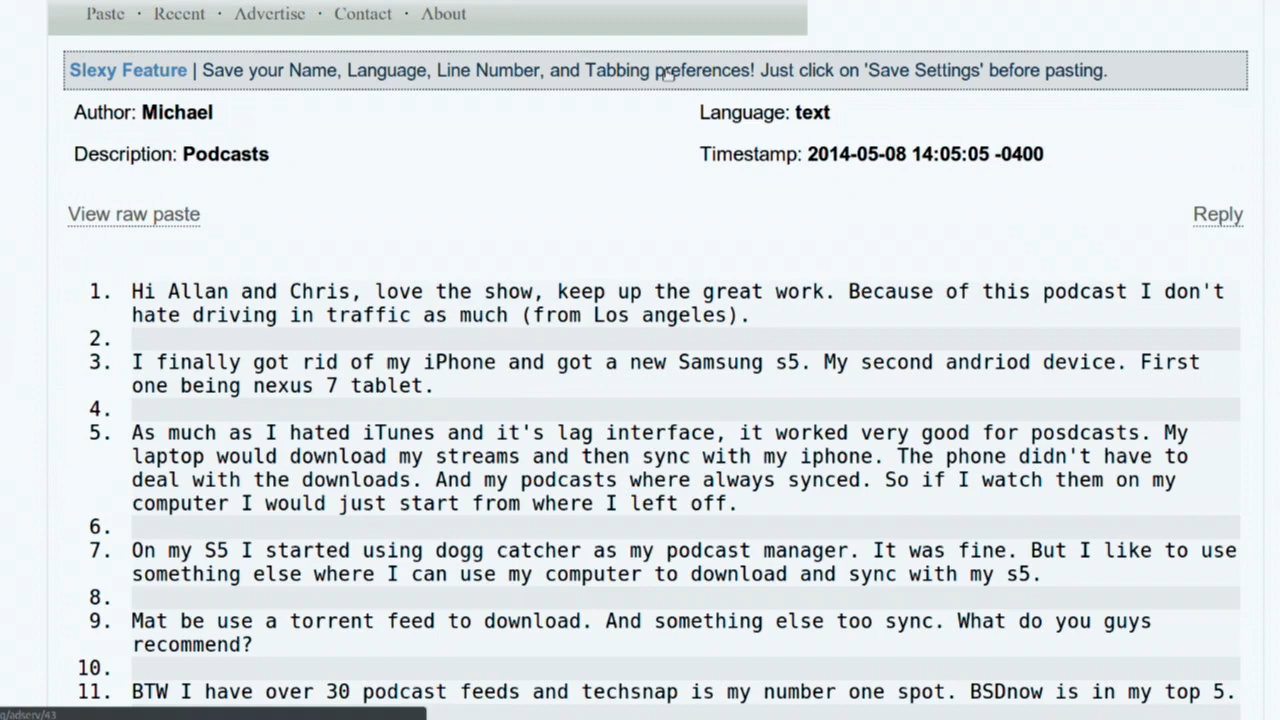 Paste · Recent · Advertise · Contact · About
Slexy Feature | Save your Name, Language, Line Number, and Tabbing preferences! Just click on 'Save Settings' before pasting.
Author: Michael
Language: text
Description: Podcasts
Timestamp: 2014-05-08 14:05:05 -0400
View raw paste
Reply
1. Hi Allan and Chris, love the show, keep up the great work. Because of this podcast I don't
hate driving in traffic as much (from Los angeles).
2.
3. I finally got rid of my iPhone and got a new Samsung s5. My second andriod device. First
one being nexus 7 tablet.
4.
5. As much as I hated iTunes and it's lag interface, it worked very good for posdcasts. My
laptop would download my streams and then sync with my iphone. The phone didn't have to
deal with the downloads. And my podcasts where always synced. So if I watch them on my
computer I would just start from where I left off.
6.
7. On my S5 I started using dogg catcher as my podcast manager. It was fine. But I like to use
something else where I can use my computer to download and sync with my s5.
8.
9. Mat be use a torrent feed to download. And something else too sync. What do you guys
recommend?
10.
11. BTW I have over 30 podcast feeds and techsnap is my number one spot. BSDnow is in my top 5.
g/adserv/43